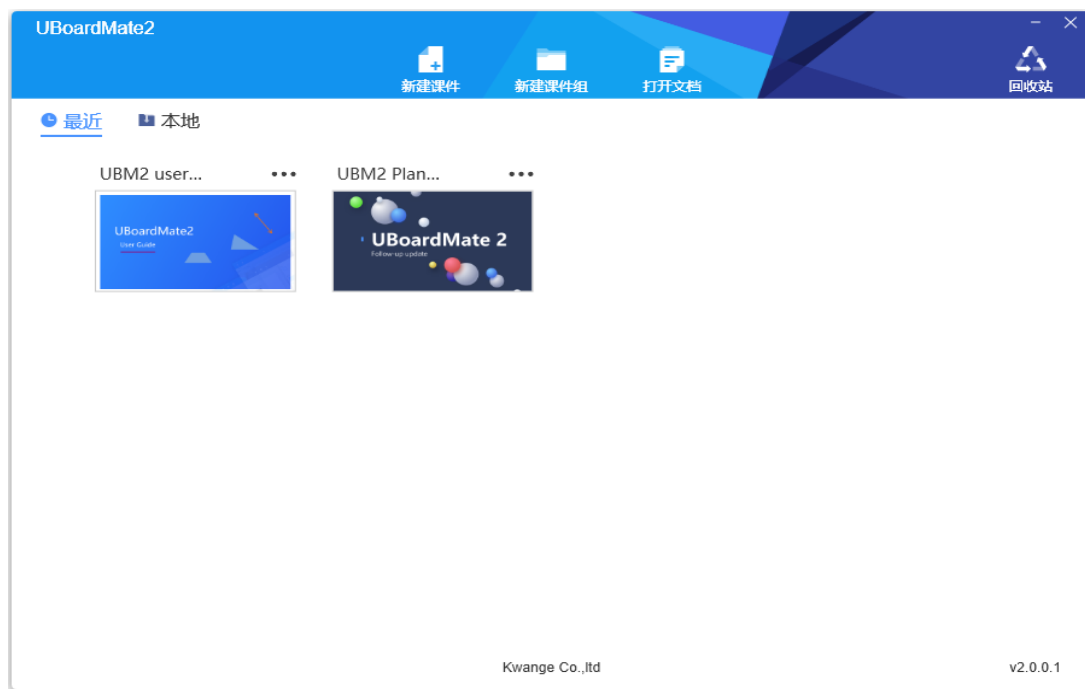 UBoardMate2
新建课件
新建课件组
打开文档
回收站
最近
本地
UBM2 user...
UBM2 Plan...
UBoardMate2
User Guide
UBoardMate 2
Follow-up update
Kwange Co.,ltd
v2.0.0.1